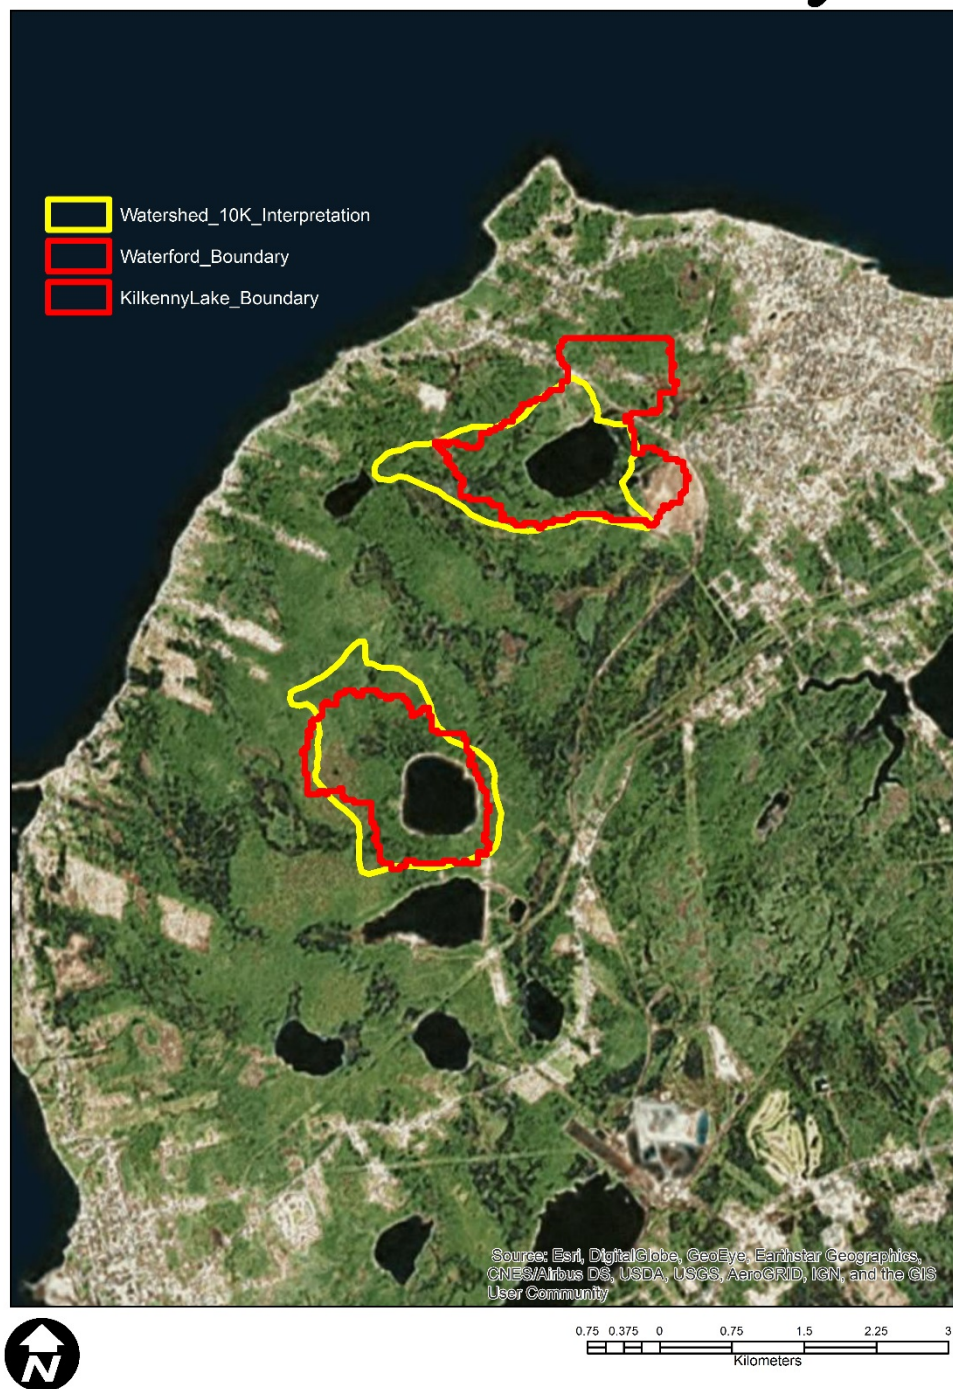 Watershed_10K_Interpretation
Waterford_Boundary
KilkennyLake_Boundary
Source: Esri, DigitalGlobe, GeoEye, Earthstar Geographics,
CNES/Airbus DS, USDA, USGS, AeroGRID, IGN, and the GIS
User Community
N
0.75 0.375 0 0.75 1.5 2.25 3
Kilometers